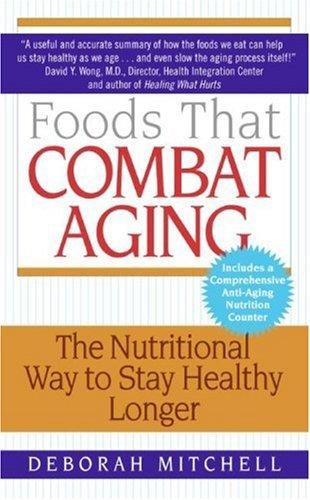 "A useful and accurate summary of how the foods we eat can help
us stay healthy as we age . . . and even slow the aging process itself!"
David Y. Wong, M.D., Director, Health Integration Center
and author of Healing What Hurts
Foods That
COMBAT
AGING
Includes a
Comprehensive
Anti-Aging
Nutrition
Counter
The Nutritional
Way to Stay Healthy
Longer
DEBORAH MITCHELL